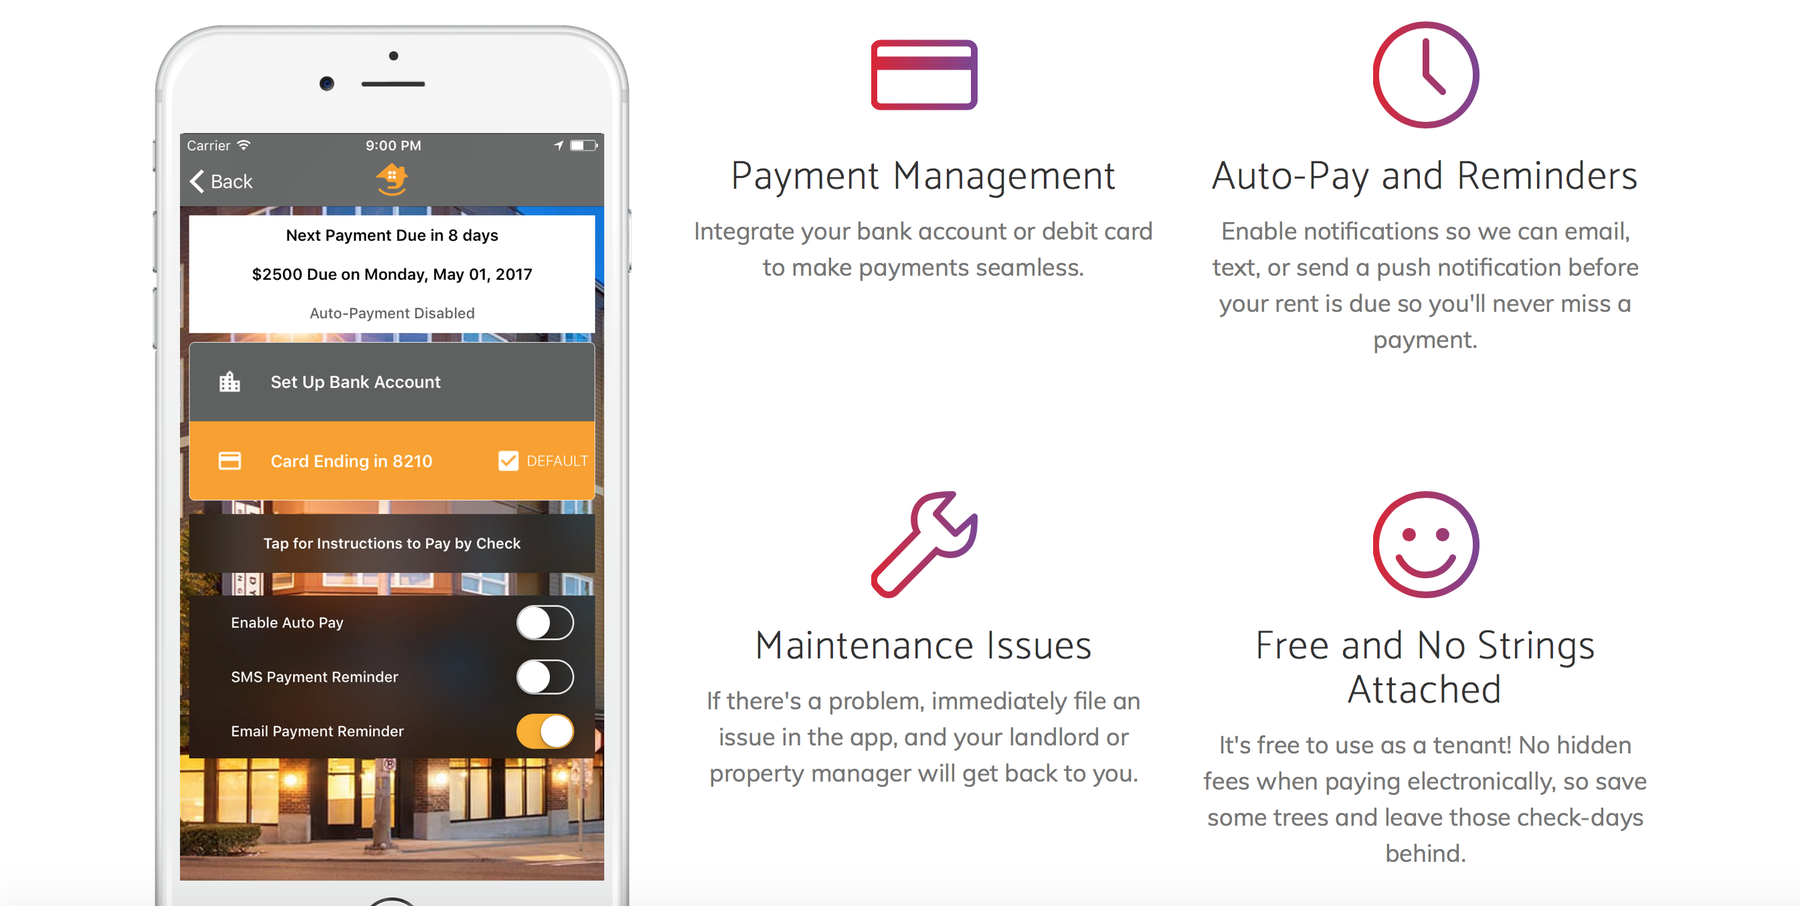 Carrier
9:00 PM
Back
Next Payment Due in 8 days
$2500 Due on Monday, May 01, 2017
Auto-Payment Disabled
Set Up Bank Account
Card Ending in 8210
DEFAULT
Tap for Instructions to Pay by Check
Enable Auto Pay
SMS Payment Reminder
Email Payment Reminder
Payment Management
Integrate your bank account or debit card
to make payments seamless.
Auto-Pay and Reminders
Enable notifications so we can email,
text, or send a push notification before
your rent is due so you'll never miss a
payment.
Maintenance Issues
If there's a problem, immediately file an
issue in the app, and your landlord or
property manager will get back to you.
Free and No Strings
Attached
It's free to use as a tenant! No hidden
fees when paying electronically, so save
some trees and leave those check-days
behind.